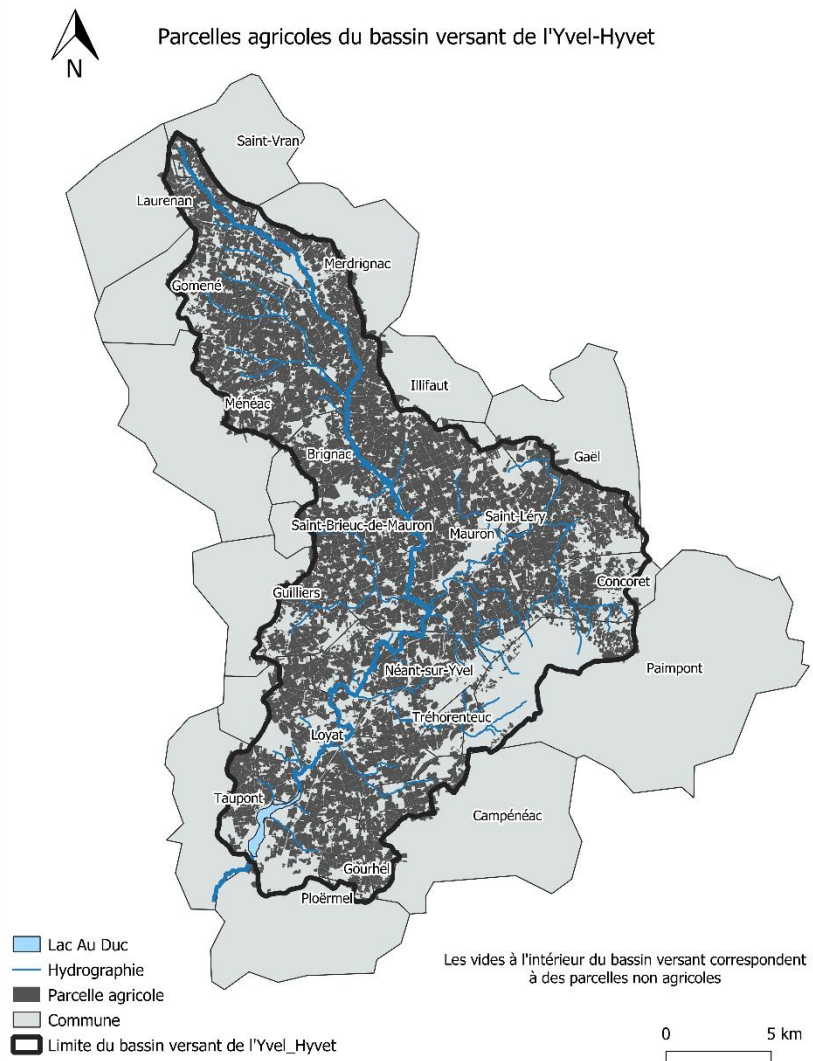 Parcelles agricoles du bassin versant de l'Yvel-Hyvet
N
Saint-Vran
Laurenan
Merdrignac
Gomené
Illifaut
Ménéac
Brignac
Gaël
Saint-Léry
Saint-Brieuc-de-Mauron
Mauron
Concoret
Guilliers
Paimpont
Néant-sur-Yvel
Tréhorenteuc
Loyat
Taupont
Campénéac
Gourhel
Ploërmel
Lac Au Duc
Hydrographie
Parcelle agricole
Commune
Limite du bassin versant de l'Yvel_Hyvet
Les vides à l'intérieur du bassin versant correspondent
à des parcelles non agricoles
0 5 km